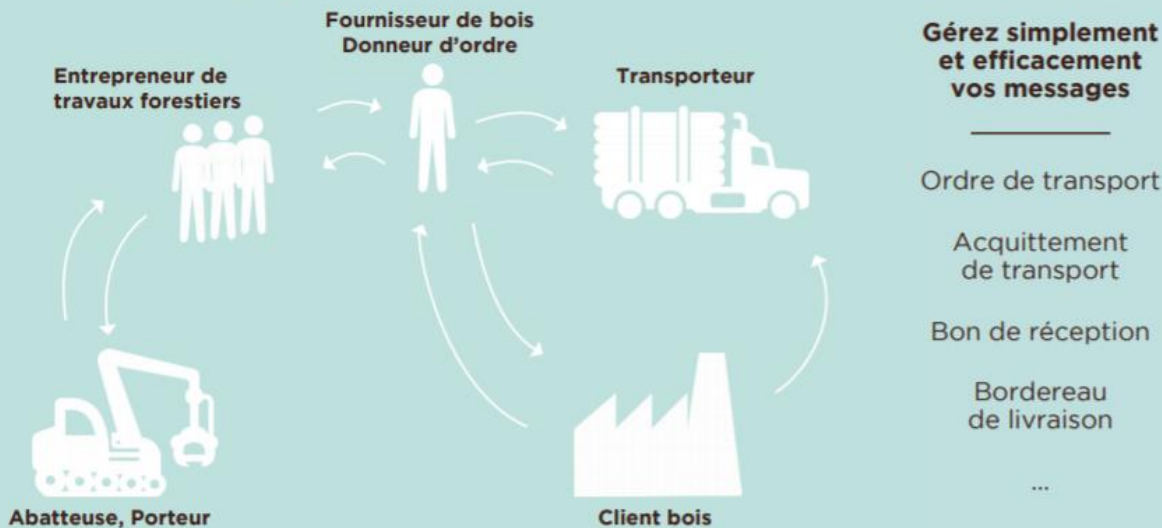 Fournisseur de bois
Donneur d'ordre
Entrepreneur de
travaux forestiers
Transporteur
Abatteuse, Porteur
Client bois
Gérez simplement
et efficacement
vos messages
Ordre de transport
Acquittement
de transport
Bon de réception
Bordereau
de livraison
...